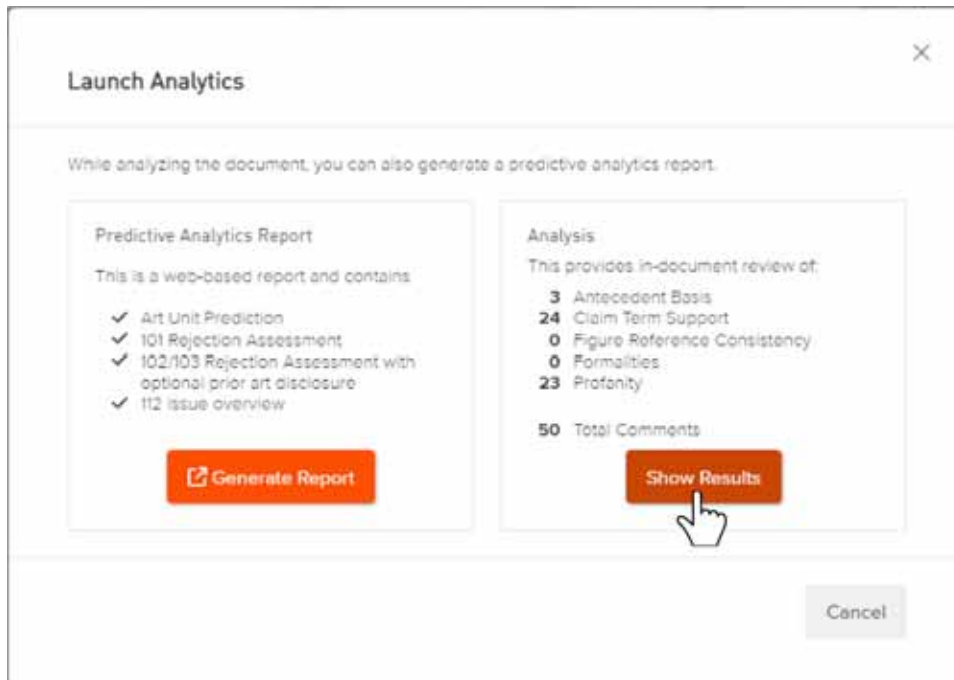 Launch Analytics
While analyzing the document, you can also generate a predictive analytics report.
Predictive Analytics Report
This is a web-based report and contains
Art Unit Prediction
101 Rejection Assessment
102/103 Rejection Assessment with
optional prior art disclosure
112 issue overview
Generate Report
Analysis
This provides in-document review of:
3 Antecedent Basis
24 Claim Term Support
0 Figure Reference Consistency
0 Formalities
23 Profanity
50 Total Comments
Show Results
Cancel